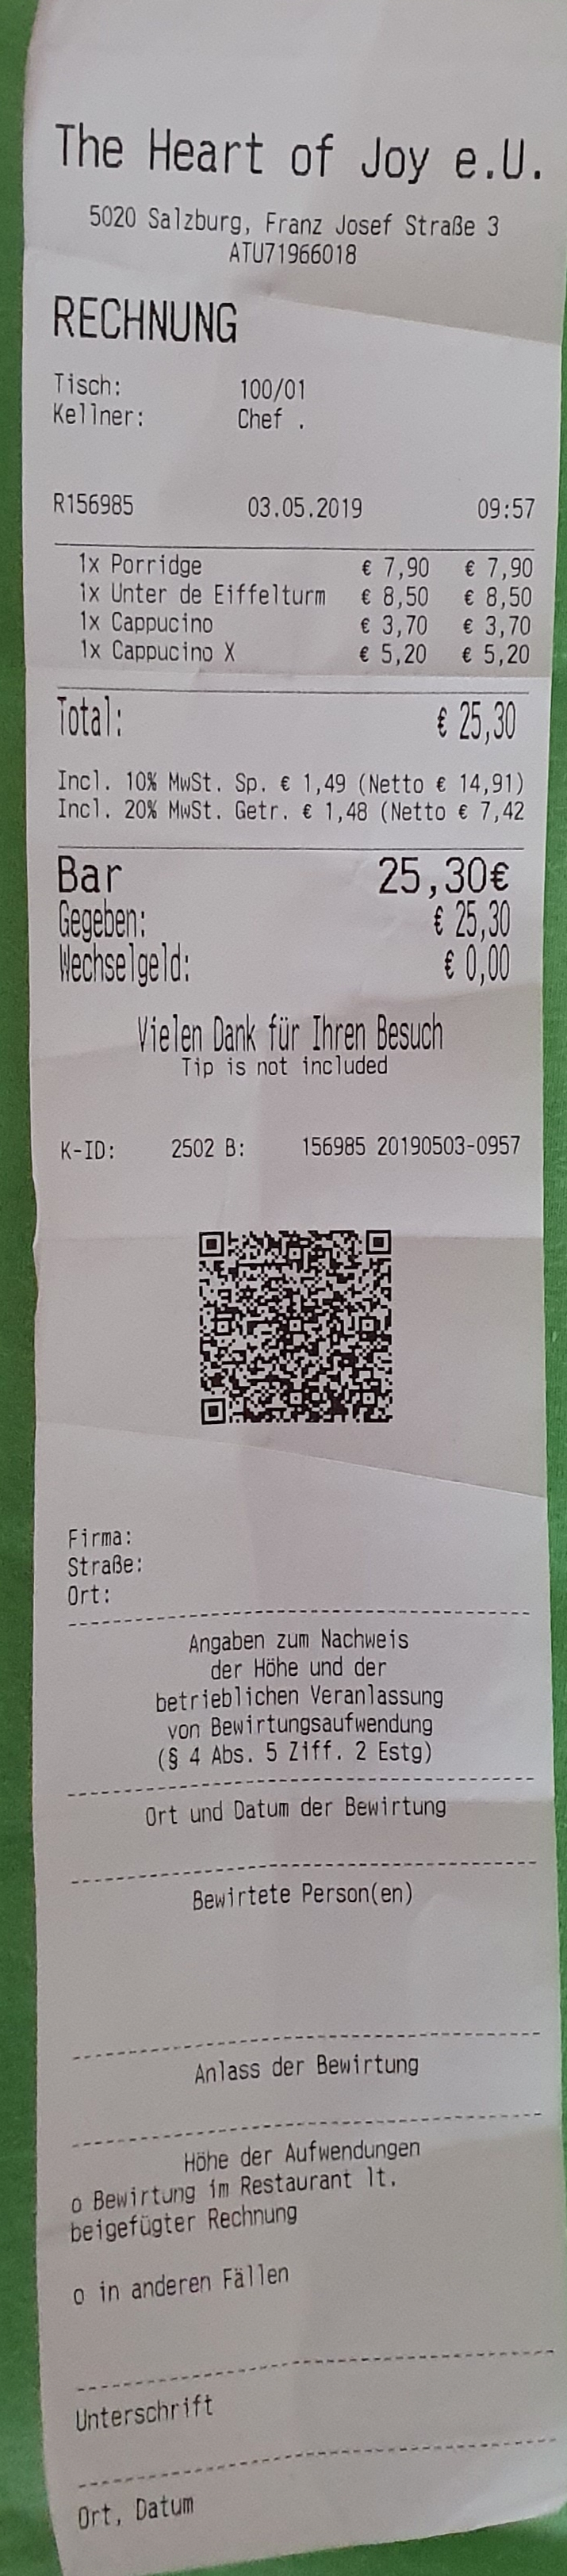 The Heart of Joy e.U.
5020 Salzburg, Franz Josef Straße 3
ATU71966018
RECHNUNG
Tisch: 100/01
Kellner: Chef .
R156985 03.05.2019 09:57
1x Porridge € 7,90 € 7,90
1x Unter de Eiffelturm € 8,50 € 8,50
1x Cappucino € 3,70 € 3,70
1x Cappucino X € 5,20 € 5,20
Total: € 25,30
Incl. 10% MwSt. Sp. € 1,49 (Netto € 14,91)
Incl. 20% MwSt. Getr. € 1,48 (Netto € 7,42
Bar 25,30€
Gegeben: € 25,30
Wechselgeld: € 0,00
Vielen Dank für Ihren Besuch
Tip is not included
K-ID: 2502 B: 156985 20190503-0957
Firma:
Straße:
Ort:
Angaben zum Nachweis
der Höhe und der
betrieblichen Veranlassung
von Bewirtungsaufwendung
(§ 4 Abs. 5 Ziff. 2 Estg)
Ort und Datum der Bewirtung
Bewirtete Person(en)
Anlass der Bewirtung
Höhe der Aufwendungen
o Bewirtung im Restaurant lt.
beigefügter Rechnung
o in anderen Fällen
Unterschrift
Ort, Datum